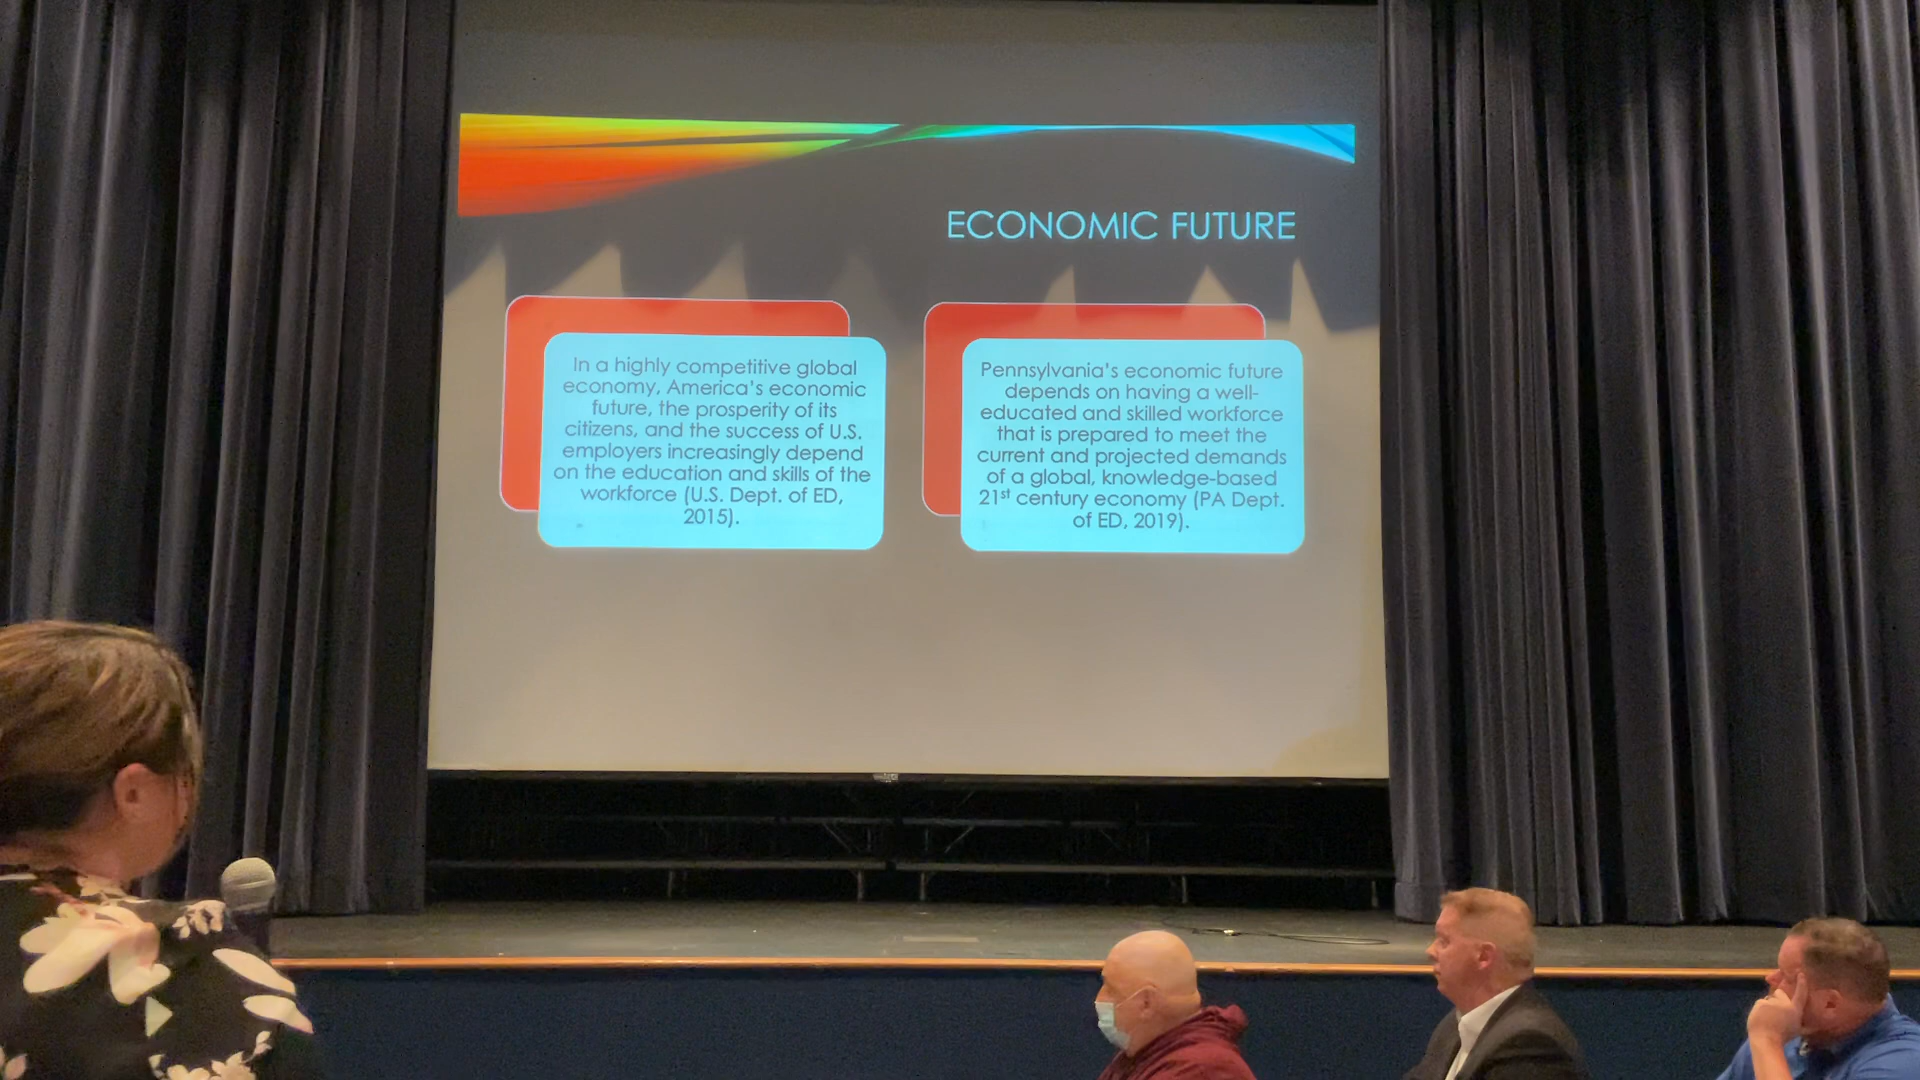 ECONOMIC FUTURE
In a highly competitive global
economy, America's economic
future, the prosperity of its
citizens, and the success of U.S.
employers increasingly depend
on the education and skills of the
workforce (U.S. Dept. of ED,
2015).
Pennsylvania's economic future
depends on having a well-
educated and skilled workforce
that is prepared to meet the
current and projected demands
of a global, knowledge-based
21st century economy (PA Dept.
of ED, 2019).